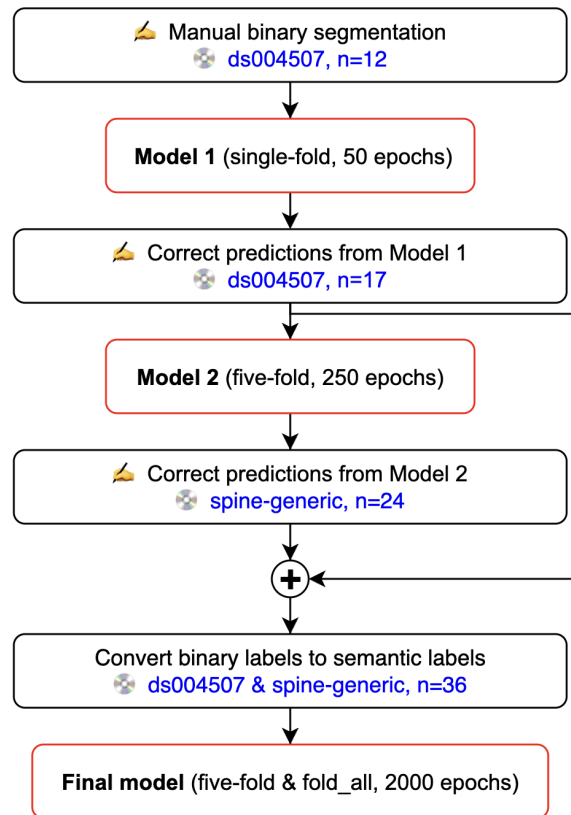 ✍️ Manual binary segmentation
💿 ds004507, n=12
Model 1 (single-fold, 50 epochs)
✍️ Correct predictions from Model 1
💿 ds004507, n=17
Model 2 (five-fold, 250 epochs)
✍️ Correct predictions from Model 2
💿 spine-generic, n=24
+
Convert binary labels to semantic labels
💿 ds004507 & spine-generic, n=36
Final model (five-fold & fold_all, 2000 epochs)